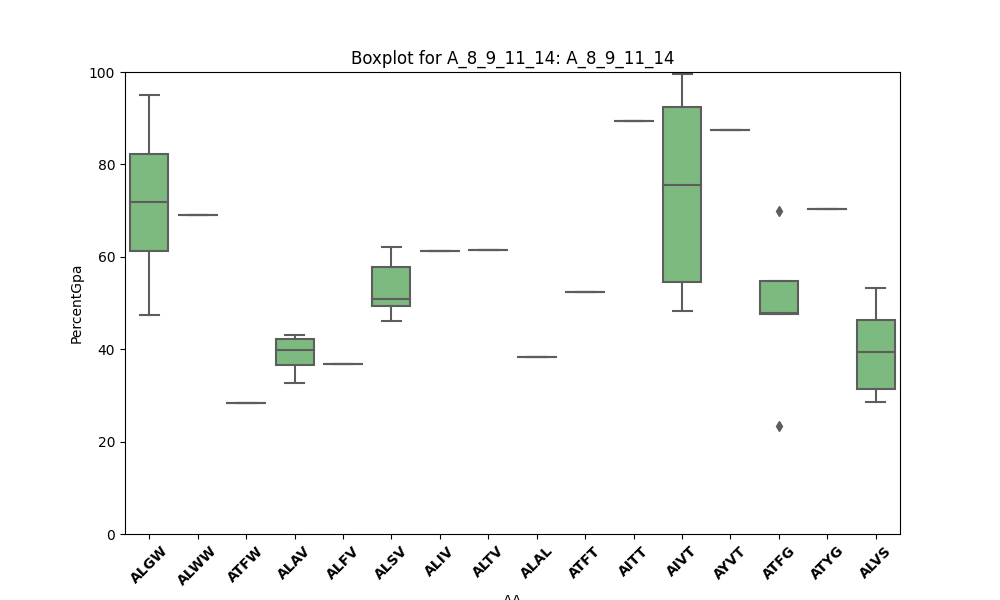 Boxplot for A_8_9_11_14: A_8_9_11_14
100
80
60
40
20
0
PercentGpa
ALGW
ALWW
ATFW
ALAV
ALFV
ALSV
ALIV
ALTV
ALAL
ATFT
AITT
AIVT
AYVT
ATFG
ATYG
ALVS
AA